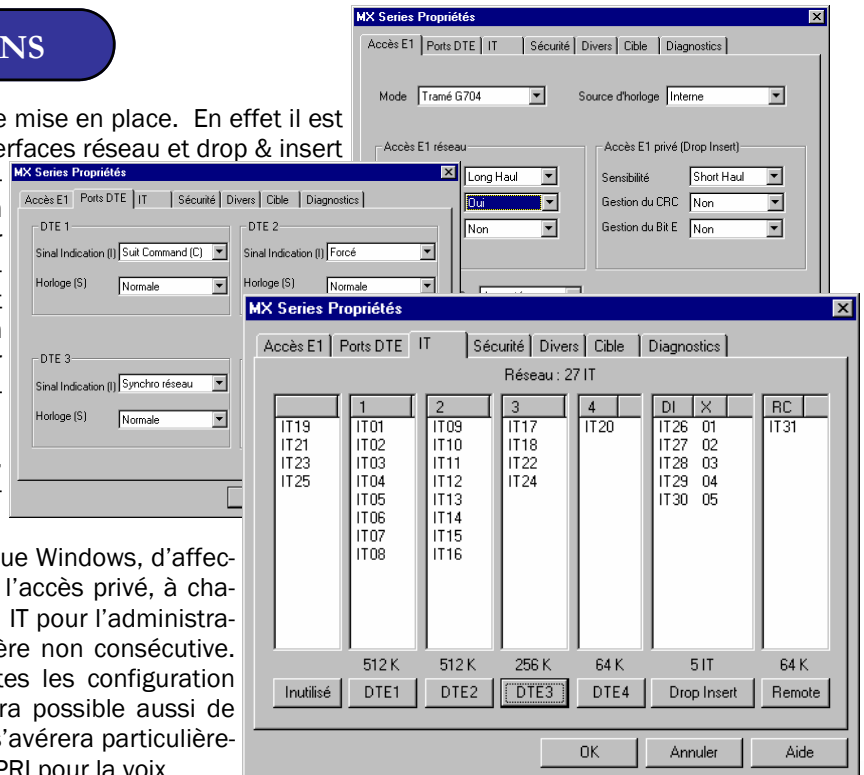 NS
e mise en place. En effet il est
erfaces réseau et drop & insert
MX Series Propriétés
Accès E1 Ports DTE IT Sécurité Divers Cible Diagnostics
Mode Tramé G704 Source d'horloge Interne
Accès E1 réseau Accès E1 privé (Drop Insert)
Long Haul Sensibilité Short Haul
Oui Gestion du CRC Non
Non Gestion du Bit E Non
MX Series Propriétés
Accès E1 Ports DTE IT Sécurité Divers Cible Diagnostics
DTE 1 DTE 2
Sinal Indication (I) Suit Command (C) Sinal Indication (I) Forcé
Horloge (S) Normale Horloge (S) Normale
DTE 3
Sinal Indication (I) Synchro réseau
Horloge (S) Normale
MX Series Propriétés
Accès E1 Ports DTE IT Sécurité Divers Cible Diagnostics
Réseau : 27 IT
1 2 3 4 DI X RC
IT19 IT01 IT09 IT17 IT20 IT26 01 IT31
IT21 IT02 IT10 IT18 IT27 02
IT23 IT03 IT11 IT22 IT28 03
IT25 IT04 IT12 IT24 IT29 04
IT05 IT13 IT30 05
IT06 IT14
IT07 IT15
IT08 IT16
512 K 512 K 256 K 64 K 5 IT 64 K
Inutilisé DTE1 DTE2 DTE3 DTE4 Drop Insert Remote
OK Annuler Aide
ue Windows, d'affec-
l'accès privé, à cha-
IT pour l'administra-
ère non consécutive.
tes les configuration
ra possible aussi de
s'avérera particulière-
PRI pour la voix